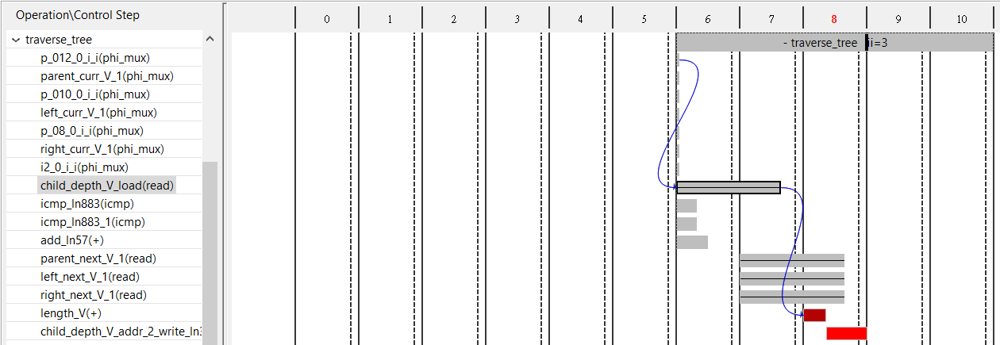 Operation\Control Step
0 1 2 3 4 5 6 7 8 9 10
traverse_tree
- traverse_tree ii=3
p_012_0_i_i(phi_mux)
parent_curr_V_1(phi_mux)
p_010_0_i_i(phi_mux)
left_curr_V_1(phi_mux)
p_08_0_i_i(phi_mux)
right_curr_V_1(phi_mux)
i2_0_i_i(phi_mux)
child_depth_V_load(read)
icmp_ln883(icmp)
icmp_ln883_1(icmp)
add_ln57(+)
parent_next_V_1(read)
left_next_V_1(read)
right_next_V_1(read)
length_V(+)
child_depth_V_addr_2_write_ln3